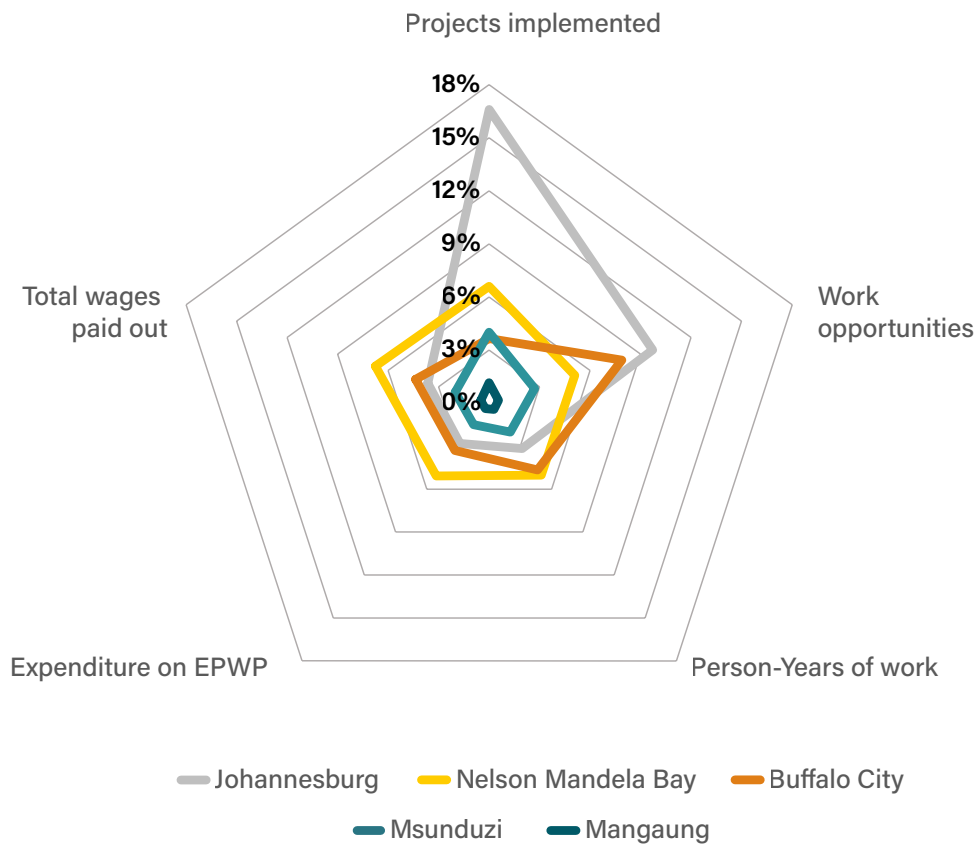 Projects implemented
18%
15%
12%
9%
6%
3%
0%
Total wages
paid out
Work
opportunities
Expenditure on EPWP
Person-Years of work
Johannesburg
Nelson Mandela Bay
Buffalo City
Msunduzi
Mangaung